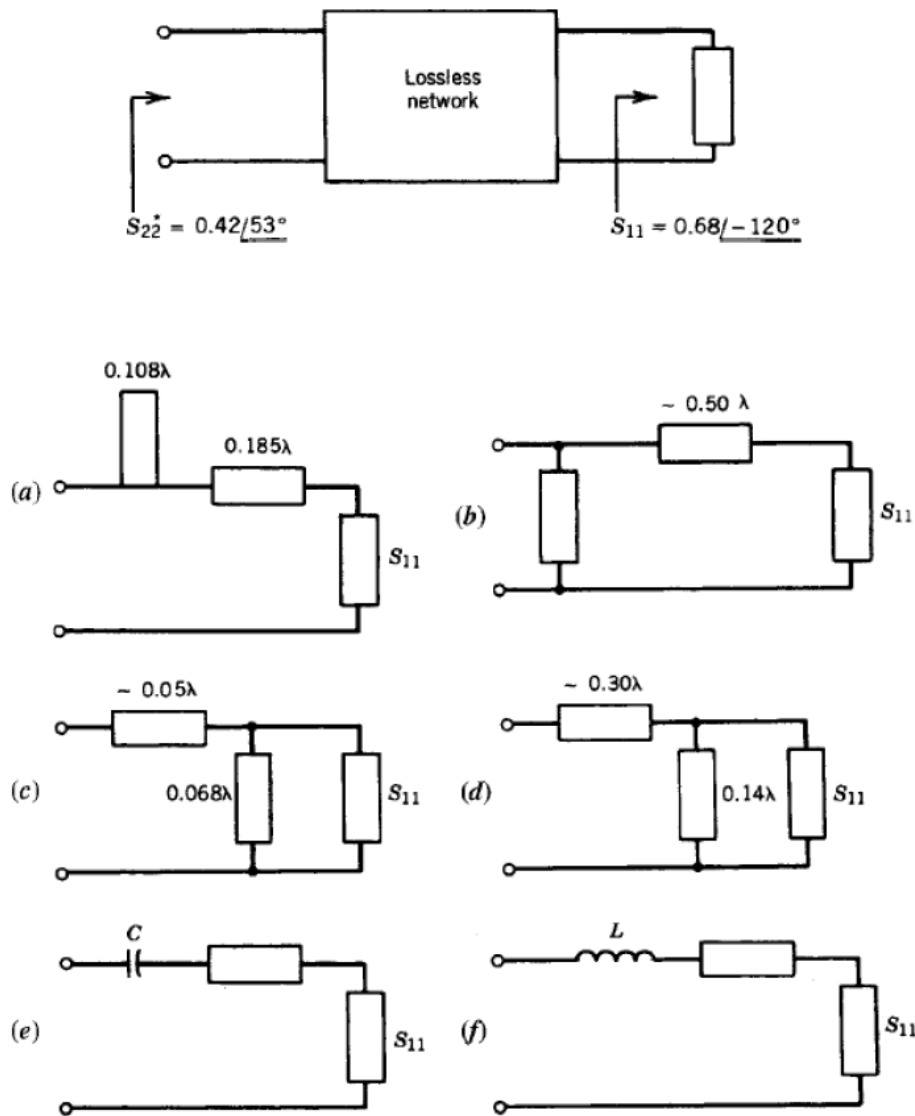 Lossless
network
S22* = 0.42/53°
S11 = 0.68/−120°
0.108λ
0.185λ
(a)
S11
~ 0.50 λ
(b)
S11
~ 0.05λ
(c)
0.068λ
S11
~ 0.30λ
(d)
0.14λ
S11
C
(e)
S11
L
(f)
S11